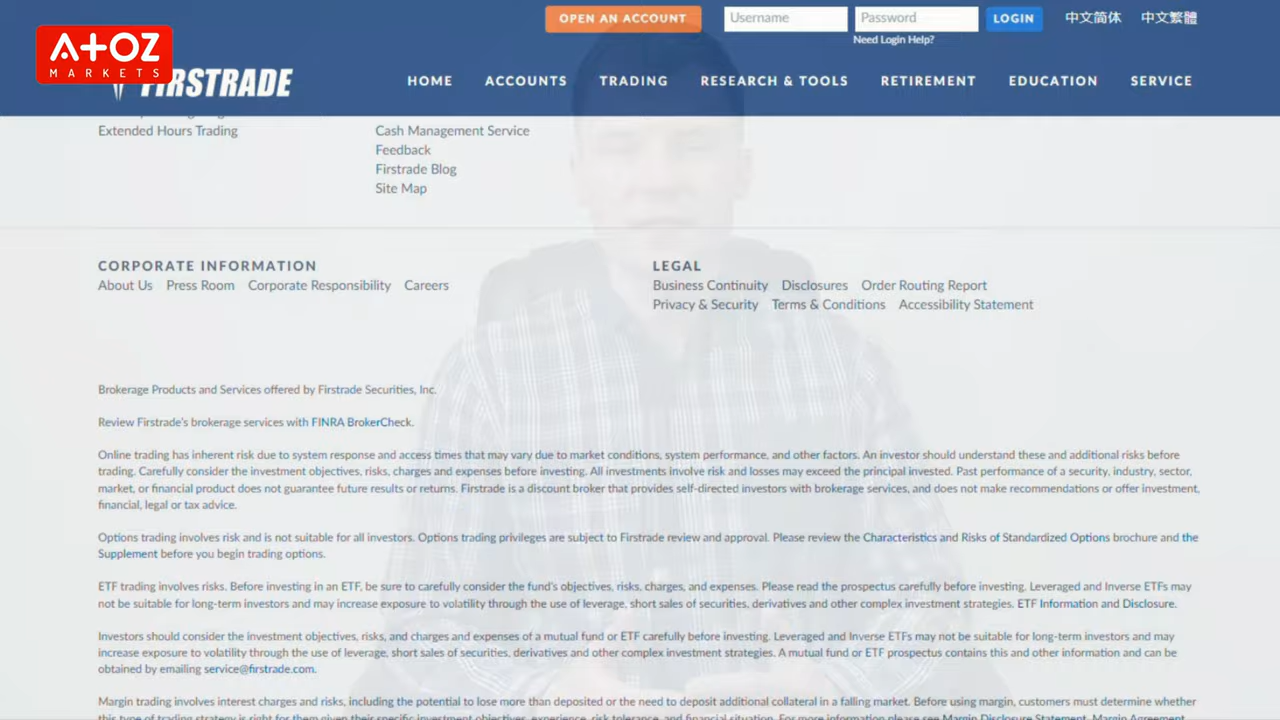 OPEN AN ACCOUNT
Username
Password
LOGIN
中文简体
中文繁體
Need Login Help?
A+OZ
MARKETS
FIRSTRADE
HOME
ACCOUNTS
TRADING
RESEARCH & TOOLS
RETIREMENT
EDUCATION
SERVICE
Extended Hours Trading
Cash Management Service
Feedback
Firstrade Blog
Site Map
CORPORATE INFORMATION
About Us Press Room Corporate Responsibility Careers
LEGAL
Business Continuity Disclosures Order Routing Report
Privacy & Security Terms & Conditions Accessibility Statement
Brokerage Products and Services offered by Firstrade Securities, Inc.
Review Firstrade's brokerage services with FINRA BrokerCheck.
Online trading has inherent risk due to system response and access times that may vary due to market conditions, system performance, and other factors. An investor should understand these and additional risks before
trading. Carefully consider the investment objectives, risks, charges and expenses before investing. All investments involve risk and losses may exceed the principal invested. Past performance of a security, industry, sector,
market, or financial product does not guarantee future results or returns. Firstrade is a discount broker that provides self-directed investors with brokerage services, and does not make recommendations or offer investment,
financial, legal or tax advice.
Options trading involves risk and is not suitable for all investors. Options trading privileges are subject to Firstrade review and approval. Please review the Characteristics and Risks of Standardized Options brochure and the
Supplement before you begin trading options.
ETF trading involves risks. Before investing in an ETF, be sure to carefully consider the fund's objectives, risks, charges, and expenses. Please read the prospectus carefully before investing. Leveraged and Inverse ETFs may
not be suitable for long-term investors and may increase exposure to volatility through the use of leverage, short sales of securities, derivatives and other complex investment strategies. ETF Information and Disclosure.
Investors should consider the investment objectives, risks, and charges and expenses of a mutual fund or ETF carefully before investing. Leveraged and Inverse ETFs may not be suitable for long-term investors and may
increase exposure to volatility through the use of leverage, short sales of securities, derivatives and other complex investment strategies. A mutual fund or ETF prospectus contains this and other information and can be
obtained by emailing service@firstrade.com.
Margin trading involves interest charges and risks, including the potential to lose more than deposited or the need to deposit additional collateral in a falling market. Before using margin, customers must determine whether
this type of trading strategy is right for them given their specific investment objectives, experience, risk tolerance, and financial situation. For more information please see Margin Disclosure Statement, Margin Agreement